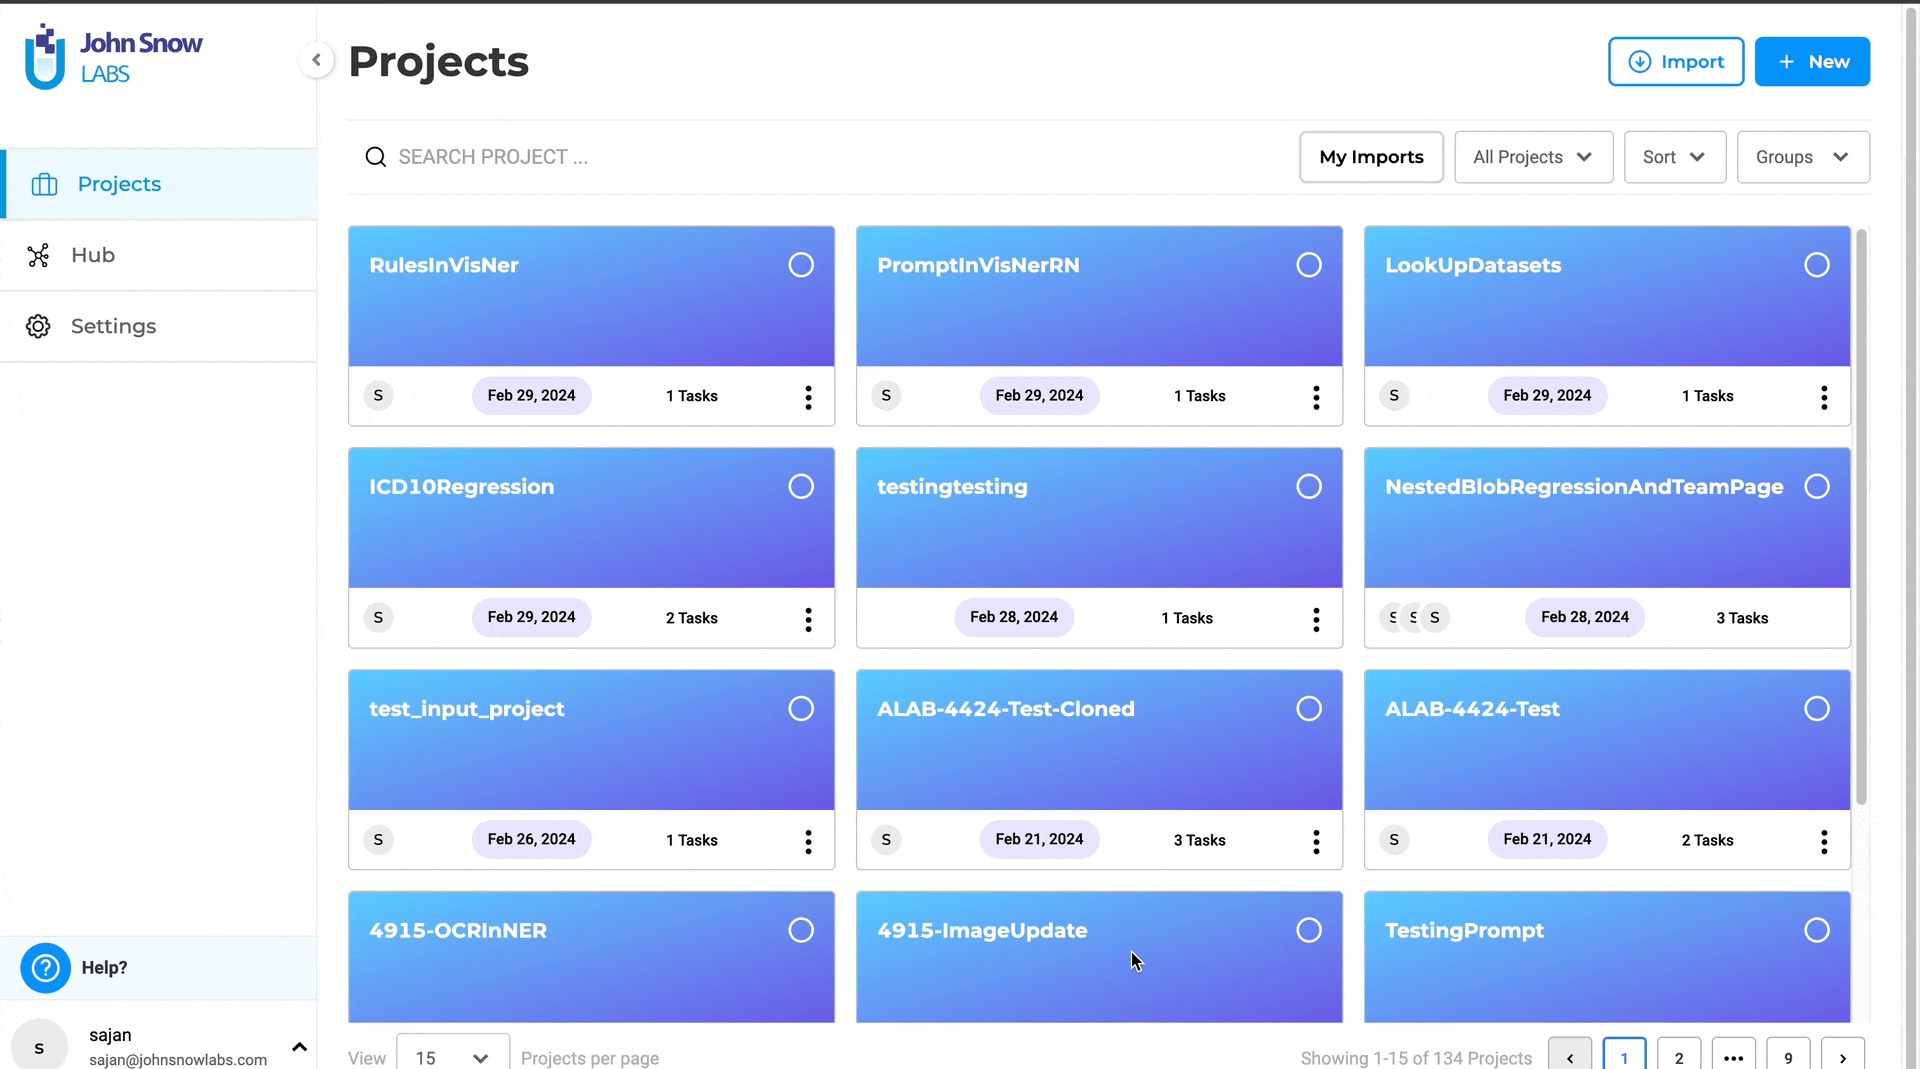 John Snow
LABS
Projects
Import
+ New
SEARCH PROJECT ...
My Imports
All Projects
Sort
Groups
Projects
Hub
Settings
RulesInVisNer
PromptInVisNerRN
LookUpDatasets
S
Feb 29, 2024
1 Tasks
S
Feb 29, 2024
1 Tasks
S
Feb 29, 2024
1 Tasks
ICD10Regression
testingtesting
NestedBlobRegressionAndTeamPage
S
Feb 29, 2024
2 Tasks
Feb 28, 2024
1 Tasks
S S S
Feb 28, 2024
3 Tasks
test_input_project
ALAB-4424-Test-Cloned
ALAB-4424-Test
S
Feb 26, 2024
1 Tasks
S
Feb 21, 2024
3 Tasks
S
Feb 21, 2024
2 Tasks
4915-OCRInNER
4915-ImageUpdate
TestingPrompt
? Help?
s
sajan
sajan@johnsnowlabs.com
View 15 Projects per page
Showing 1-15 of 134 Projects
‹ 1 2 ••• 9 ›